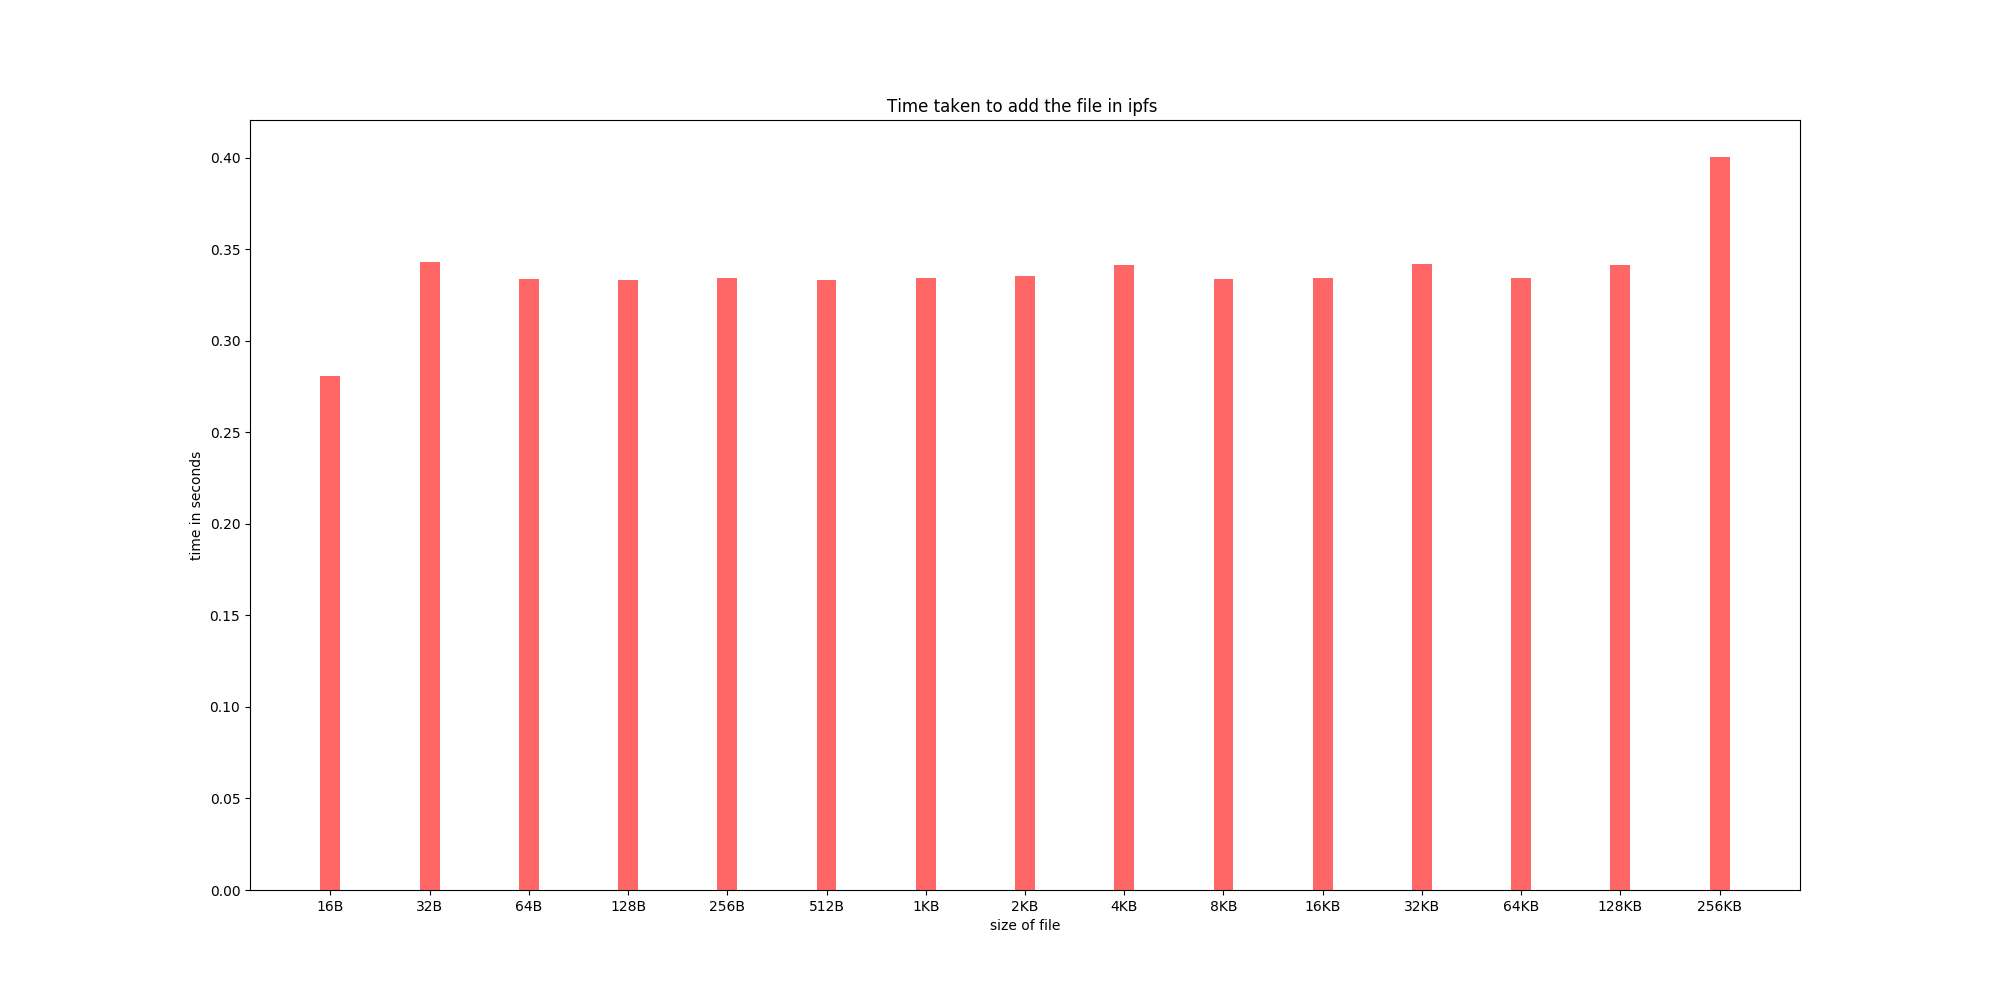 Time taken to add the file in ipfs
0.40
0.35
0.30
0.25
0.20
0.15
0.10
0.05
0.00
time in seconds
16B 32B 64B 128B 256B 512B 1KB 2KB 4KB 8KB 16KB 32KB 64KB 128KB 256KB
size of file